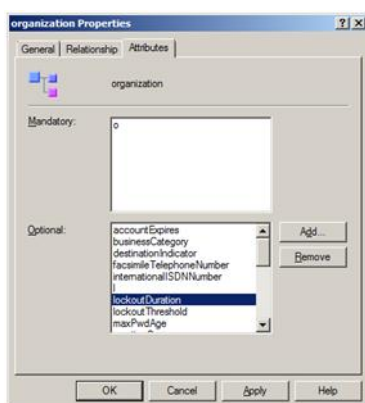 organization Properties
General Relationship Attributes
organization
Mandatory:
o
Optional:
accountExpires
businessCategory
destinationIndicator
facsimileTelephoneNumber
internationalISDNNumber
l
lockoutDuration
lockoutThreshold
maxPwdAge
Add...
Remove
OK Cancel Apply Help